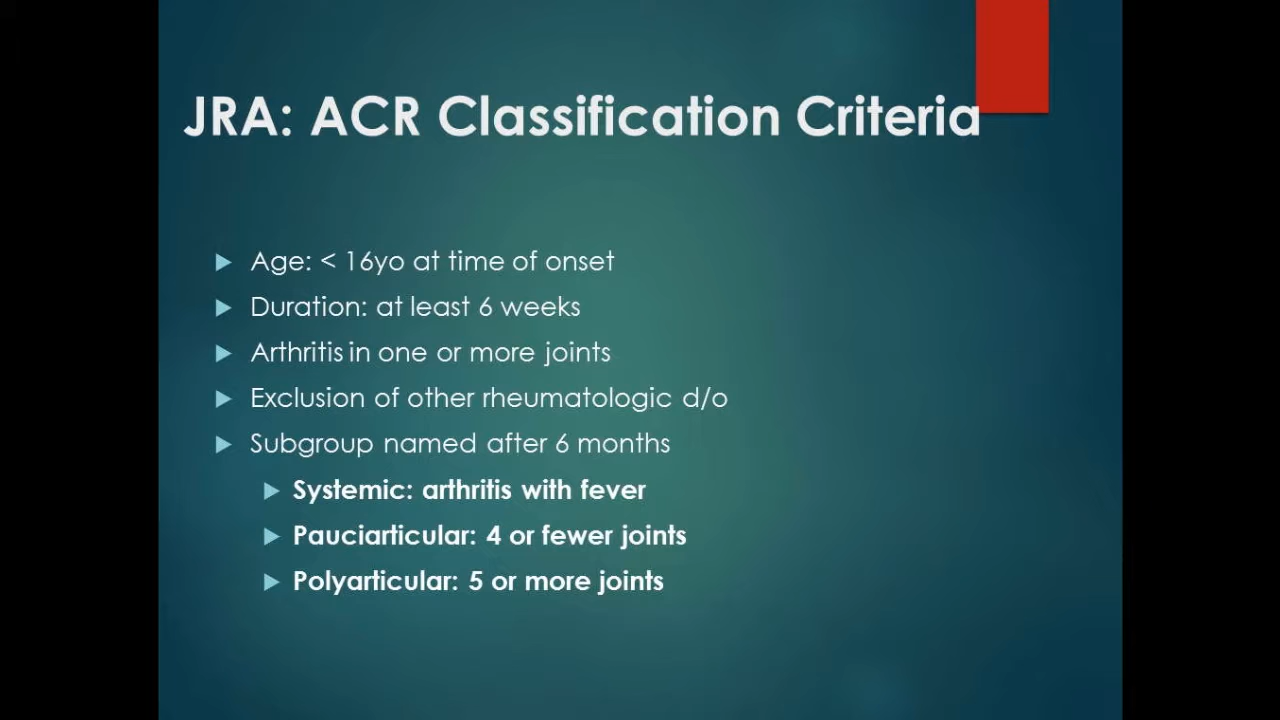 JRA: ACR Classification Criteria
Age: < 16yo at time of onset
Duration: at least 6 weeks
Arthritis in one or more joints
Exclusion of other rheumatologic d/o
Subgroup named after 6 months
Systemic: arthritis with fever
Pauciarticular: 4 or fewer joints
Polyarticular: 5 or more joints